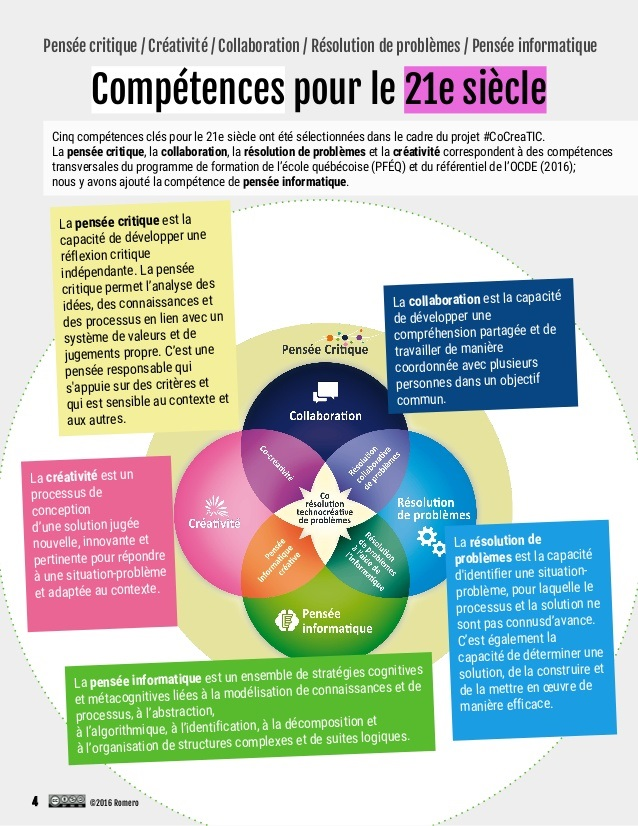 Pensée critique / Créativité / Collaboration / Résolution de problèmes / Pensée informatique
Compétences pour le 21e siècle
Cinq compétences clés pour le 21e siècle ont été sélectionnées dans le cadre du projet #CoCreaTIC.
La pensée critique, la collaboration, la résolution de problèmes et la créativité correspondent à des compétences
transversales du programme de formation de l'école québécoise (PFÉQ) et du référentiel de l'OCDE (2016);
nous y avons ajouté la compétence de pensée informatique.
La pensée critique est la
capacité de développer une
réflexion critique
indépendante. La pensée
critique permet l'analyse des
idées, des connaissances et
des processus en lien avec un
système de valeurs et de
jugements propre. C'est une
pensée responsable qui
s'appuie sur des critères et
qui est sensible au contexte et
aux autres.
La collaboration est la capacité
de développer une
compréhension partagée et de
travailler de manière
coordonnée avec plusieurs
personnes dans un objectif
commun.
Pensée Critique
Collaboration
Co-créativité
Résolution
collaborative
de problèmes
Créativité
Co
résolution
technocréative
de problèmes
Résolution
de problèmes
Pensée
informatique
créative
Résolution
de problèmes
à l'aide de
l'informatique
Pensée
informatique
La créativité est un
processus de
conception
d'une solution jugée
nouvelle, innovante et
pertinente pour répondre
à une situation-problème
et adaptée au contexte.
La résolution de
problèmes est la capacité
d'identifier une situation-
problème, pour laquelle le
processus et la solution ne
sont pas connusd'avance.
C'est également la
capacité de déterminer une
solution, de la construire et
de la mettre en œuvre de
manière efficace.
La pensée informatique est un ensemble de stratégies cognitives
et métacognitives liées à la modélisation de connaissances et de
processus, à l'abstraction,
à l'algorithmique, à l'identification, à la décomposition et
à l'organisation de structures complexes et de suites logiques.
4 ©2016 Romero